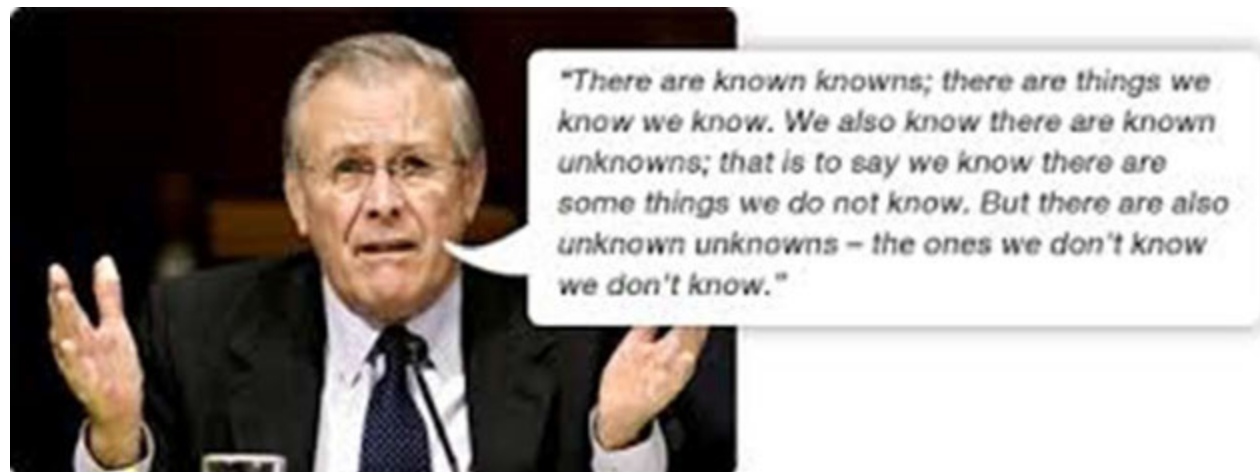 "There are known knowns; there are things we
know we know. We also know there are known
unknowns; that is to say we know there are
some things we do not know. But there are also
unknown unknowns – the ones we don't know
we don't know."